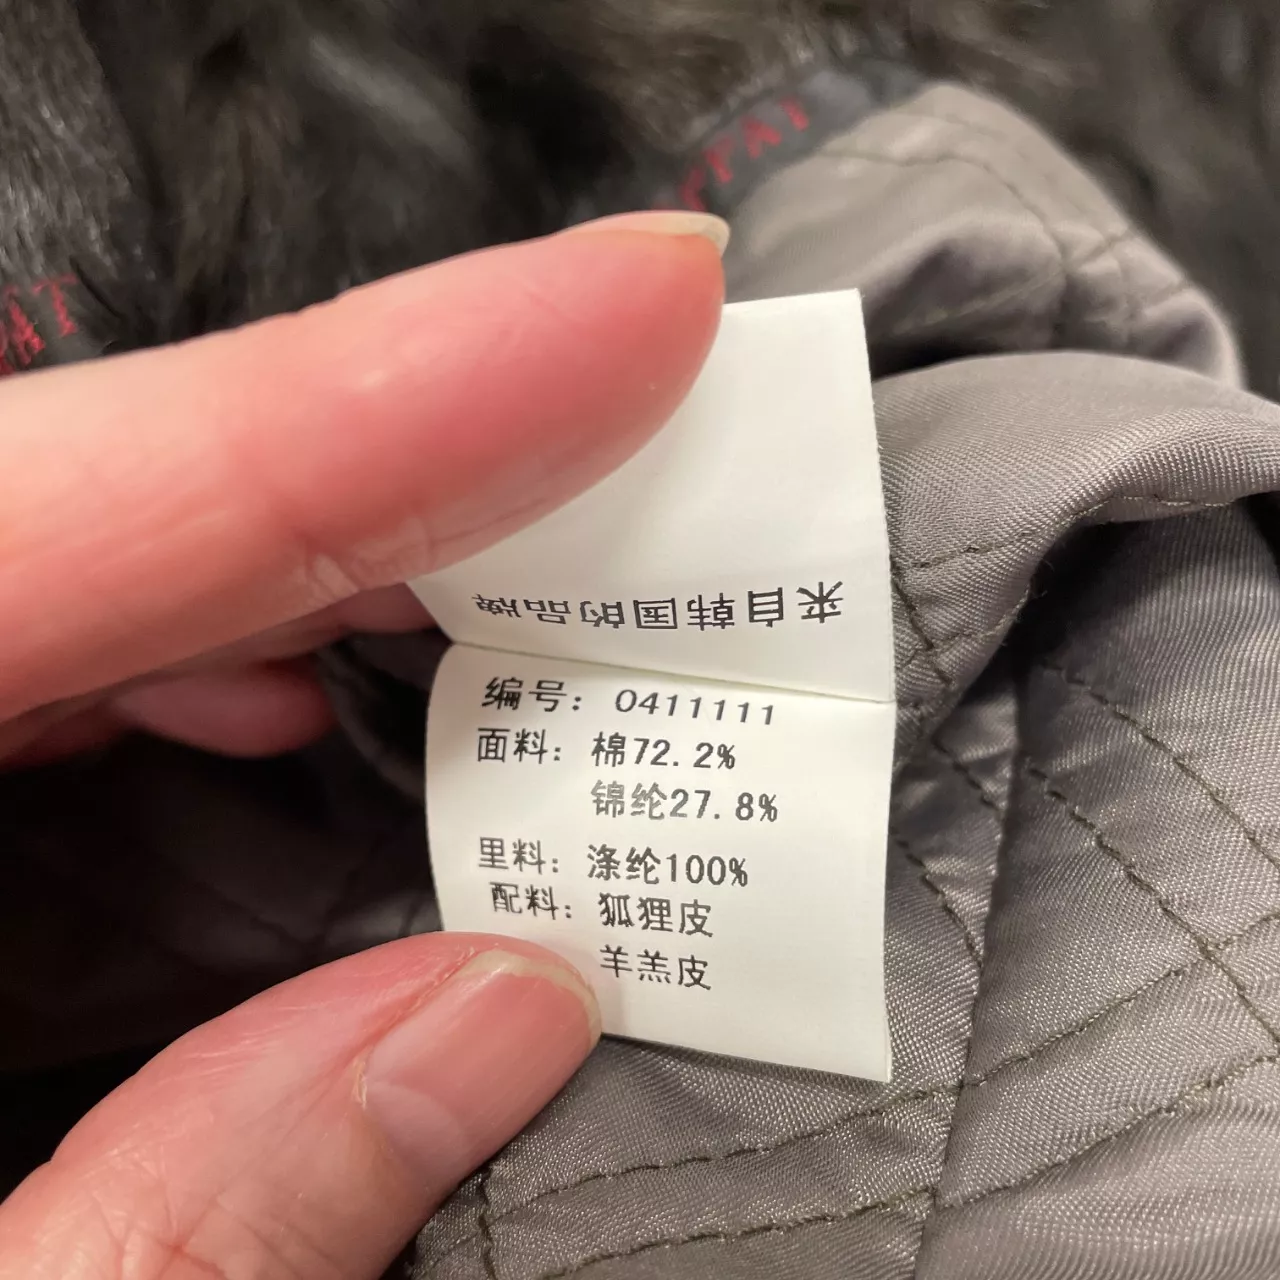 来自韩国的品牌
编号: 0411111
面料: 棉72.2%
锦纶27.8%
里料: 涤纶100%
配料: 狐狸皮
羊羔皮